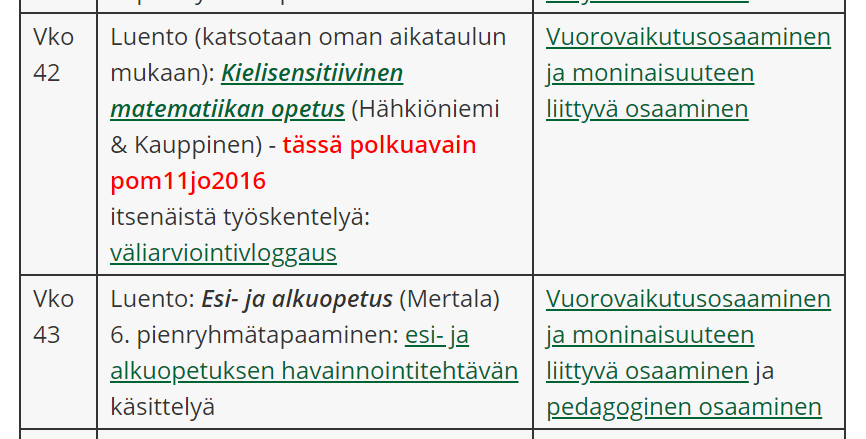 Vko
42
Luento (katsotaan oman aikataulun
mukaan): Kielisensitiivinen
matematiikan opetus (Hähkiöniemi
& Kauppinen) - tässä polkuavain
pom11jo2016
itsenäistä työskentelyä:
väliarviointivloggaus
Vuorovaikutusosaaminen
ja moninaisuuteen
liittyvä osaaminen
Vko
43
Luento: Esi- ja alkuopetus (Mertala)
6. pienryhmätapaaminen: esi- ja
alkuopetuksen havainnointitehtävän
käsittelyä
Vuorovaikutusosaaminen
ja moninaisuuteen
liittyvä osaaminen ja
pedagoginen osaaminen